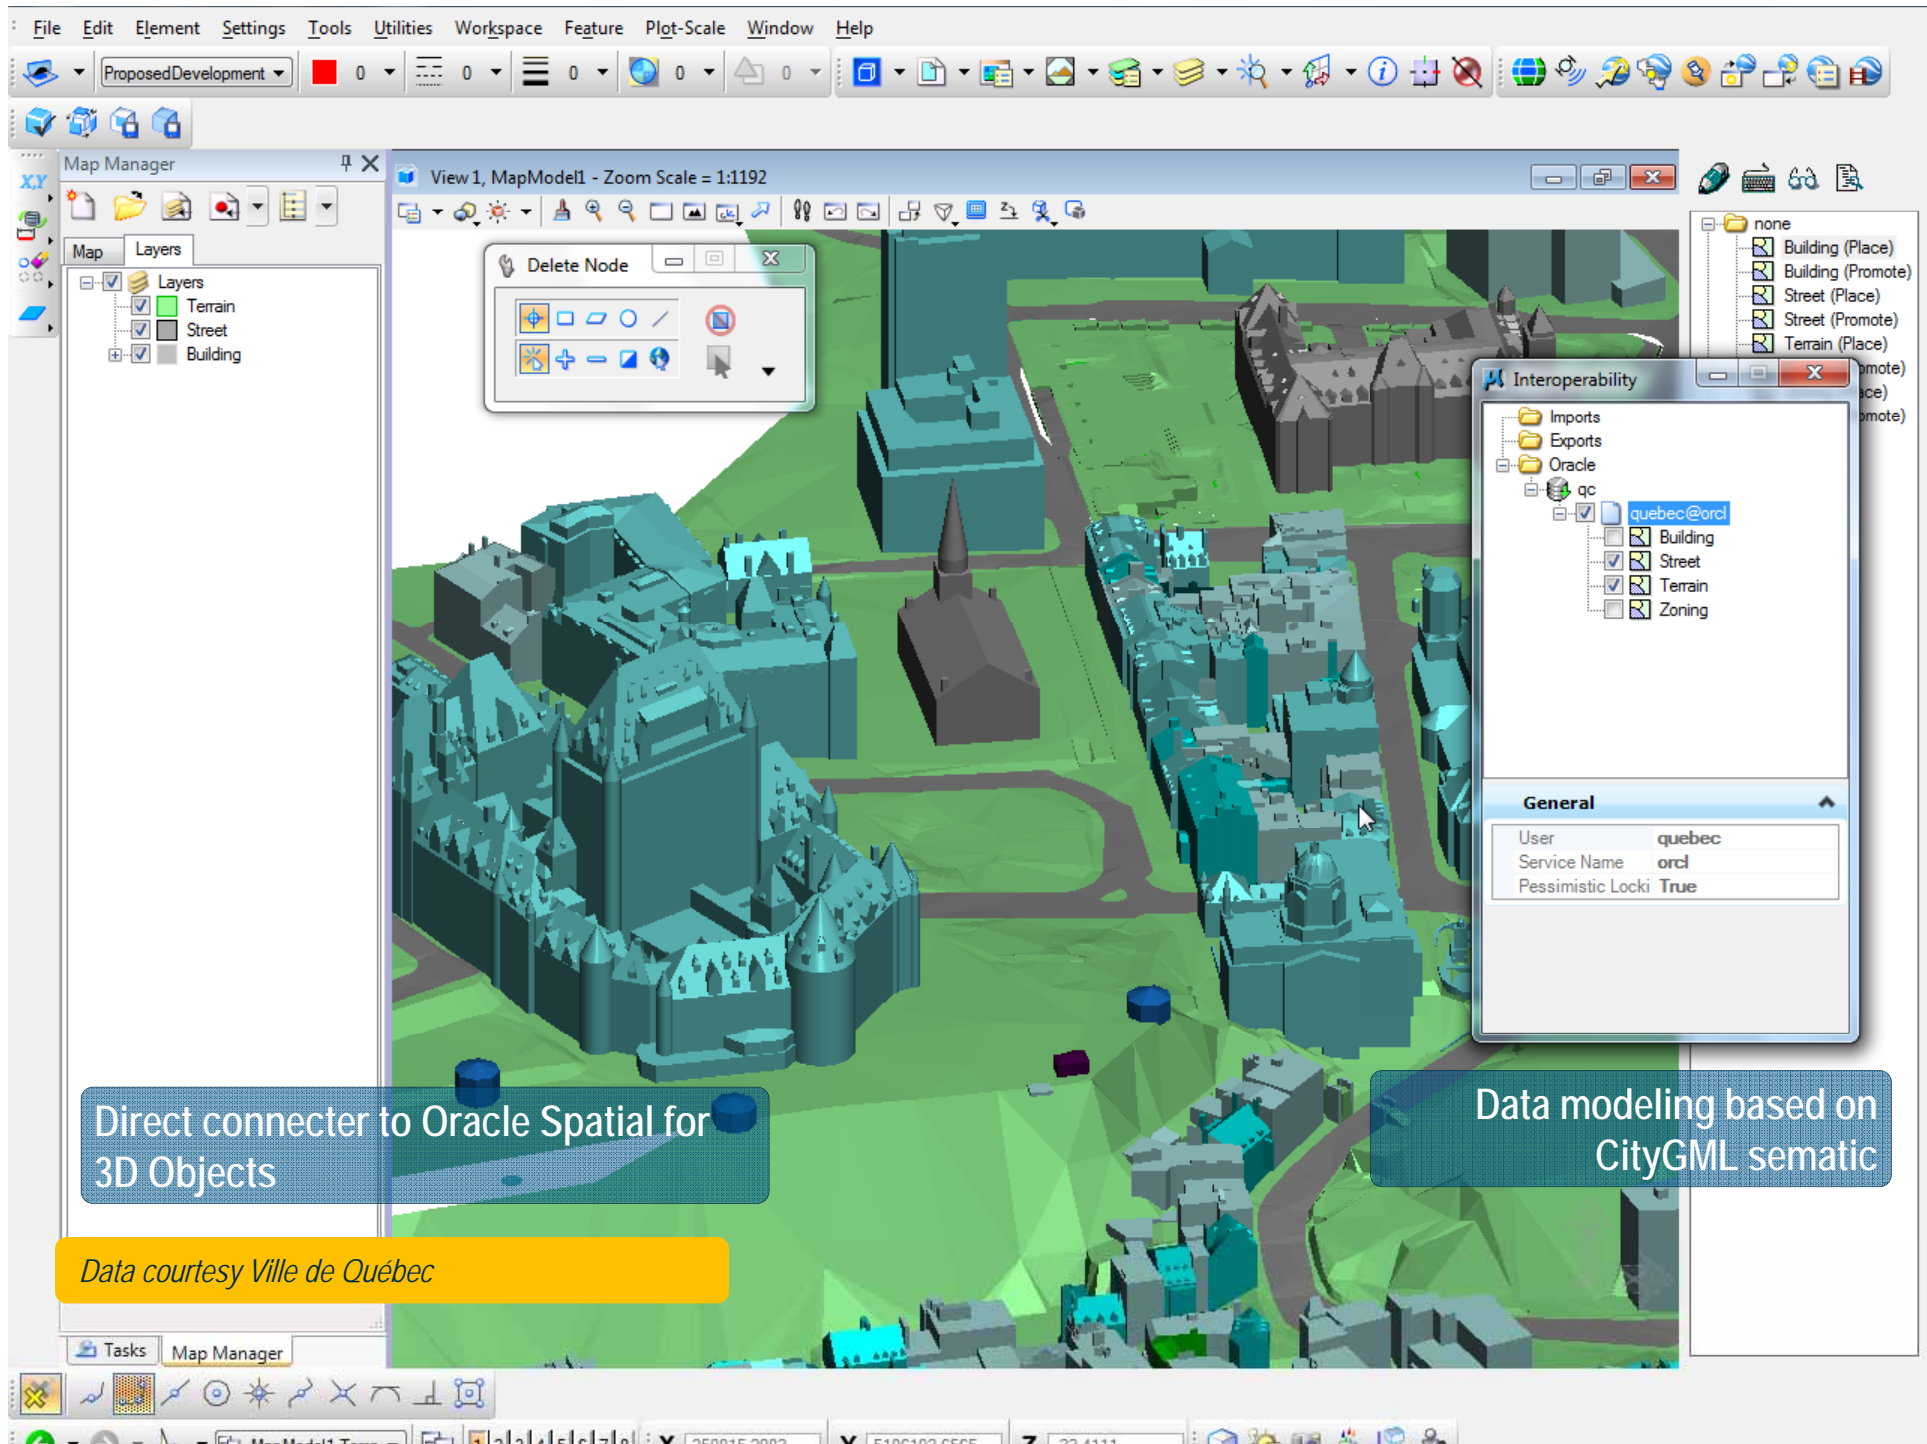 File Edit Element Settings Tools Utilities Workspace Feature Plot-Scale Window Help
ProposedDevelopment 0 0 0 0 0
Map Manager
Map Layers
Layers
Terrain
Street
Building
View 1, MapModel1 - Zoom Scale = 1:1192
Delete Node
none
Building (Place)
Building (Promote)
Street (Place)
Street (Promote)
Terrain (Place)
omote)
ace)
omote)
Interoperability
Imports
Exports
Oracle
qc
quebec@orcl
Building
Street
Terrain
Zoning
General
User quebec
Service Name orcl
Pessimistic Locki True
Direct connecter to Oracle Spatial for
3D Objects
Data modeling based on
CityGML sematic
Data courtesy Ville de Québec
Tasks Map Manager
X Y Z